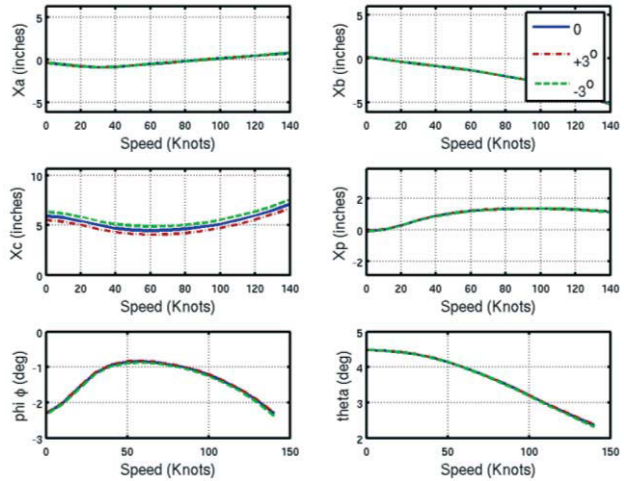 5
0
-5
Xa (inches)
0 20 40 60 80 100 120 140
Speed (Knots)
5
0
-5
Xb (inches)
0 20 40 60 80 100 120 140
Speed (Knots)
0
+3°
-3°
10
5
0
Xc (inches)
0 20 40 60 80 100 120 140
Speed (Knots)
2
0
-2
Xp (inches)
0 20 40 60 80 100 120 140
Speed (Knots)
0
-1
-2
-3
phi ϕ (deg)
0 50 100 150
Speed (Knots)
5
4
3
2
theta (deg)
0 50 100 150
Speed (Knots)